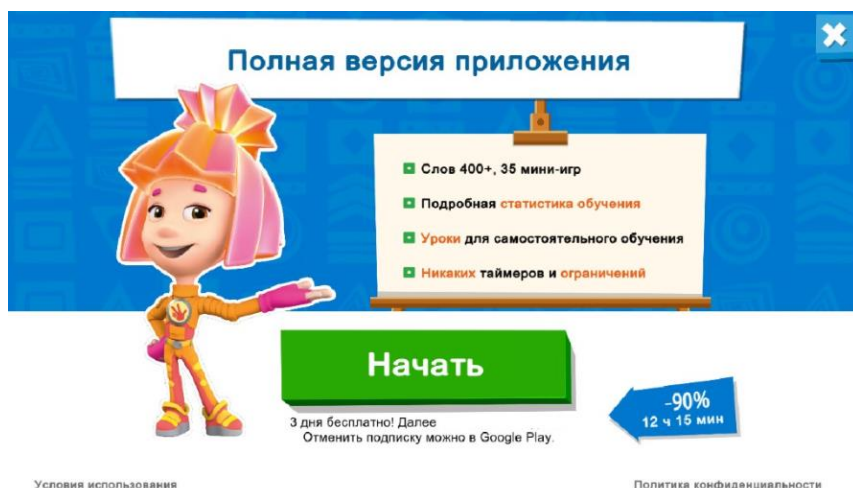 Полная версия приложения
Слов 400+, 35 мини-игр
Подробная статистика обучения
Уроки для самостоятельного обучения
Никаких таймеров и ограничений
Начать
3 дня бесплатно! Далее
Отменить подписку можно в Google Play.
-90%
12 ч 15 мин
Условия использования
Политика конфиденциальности